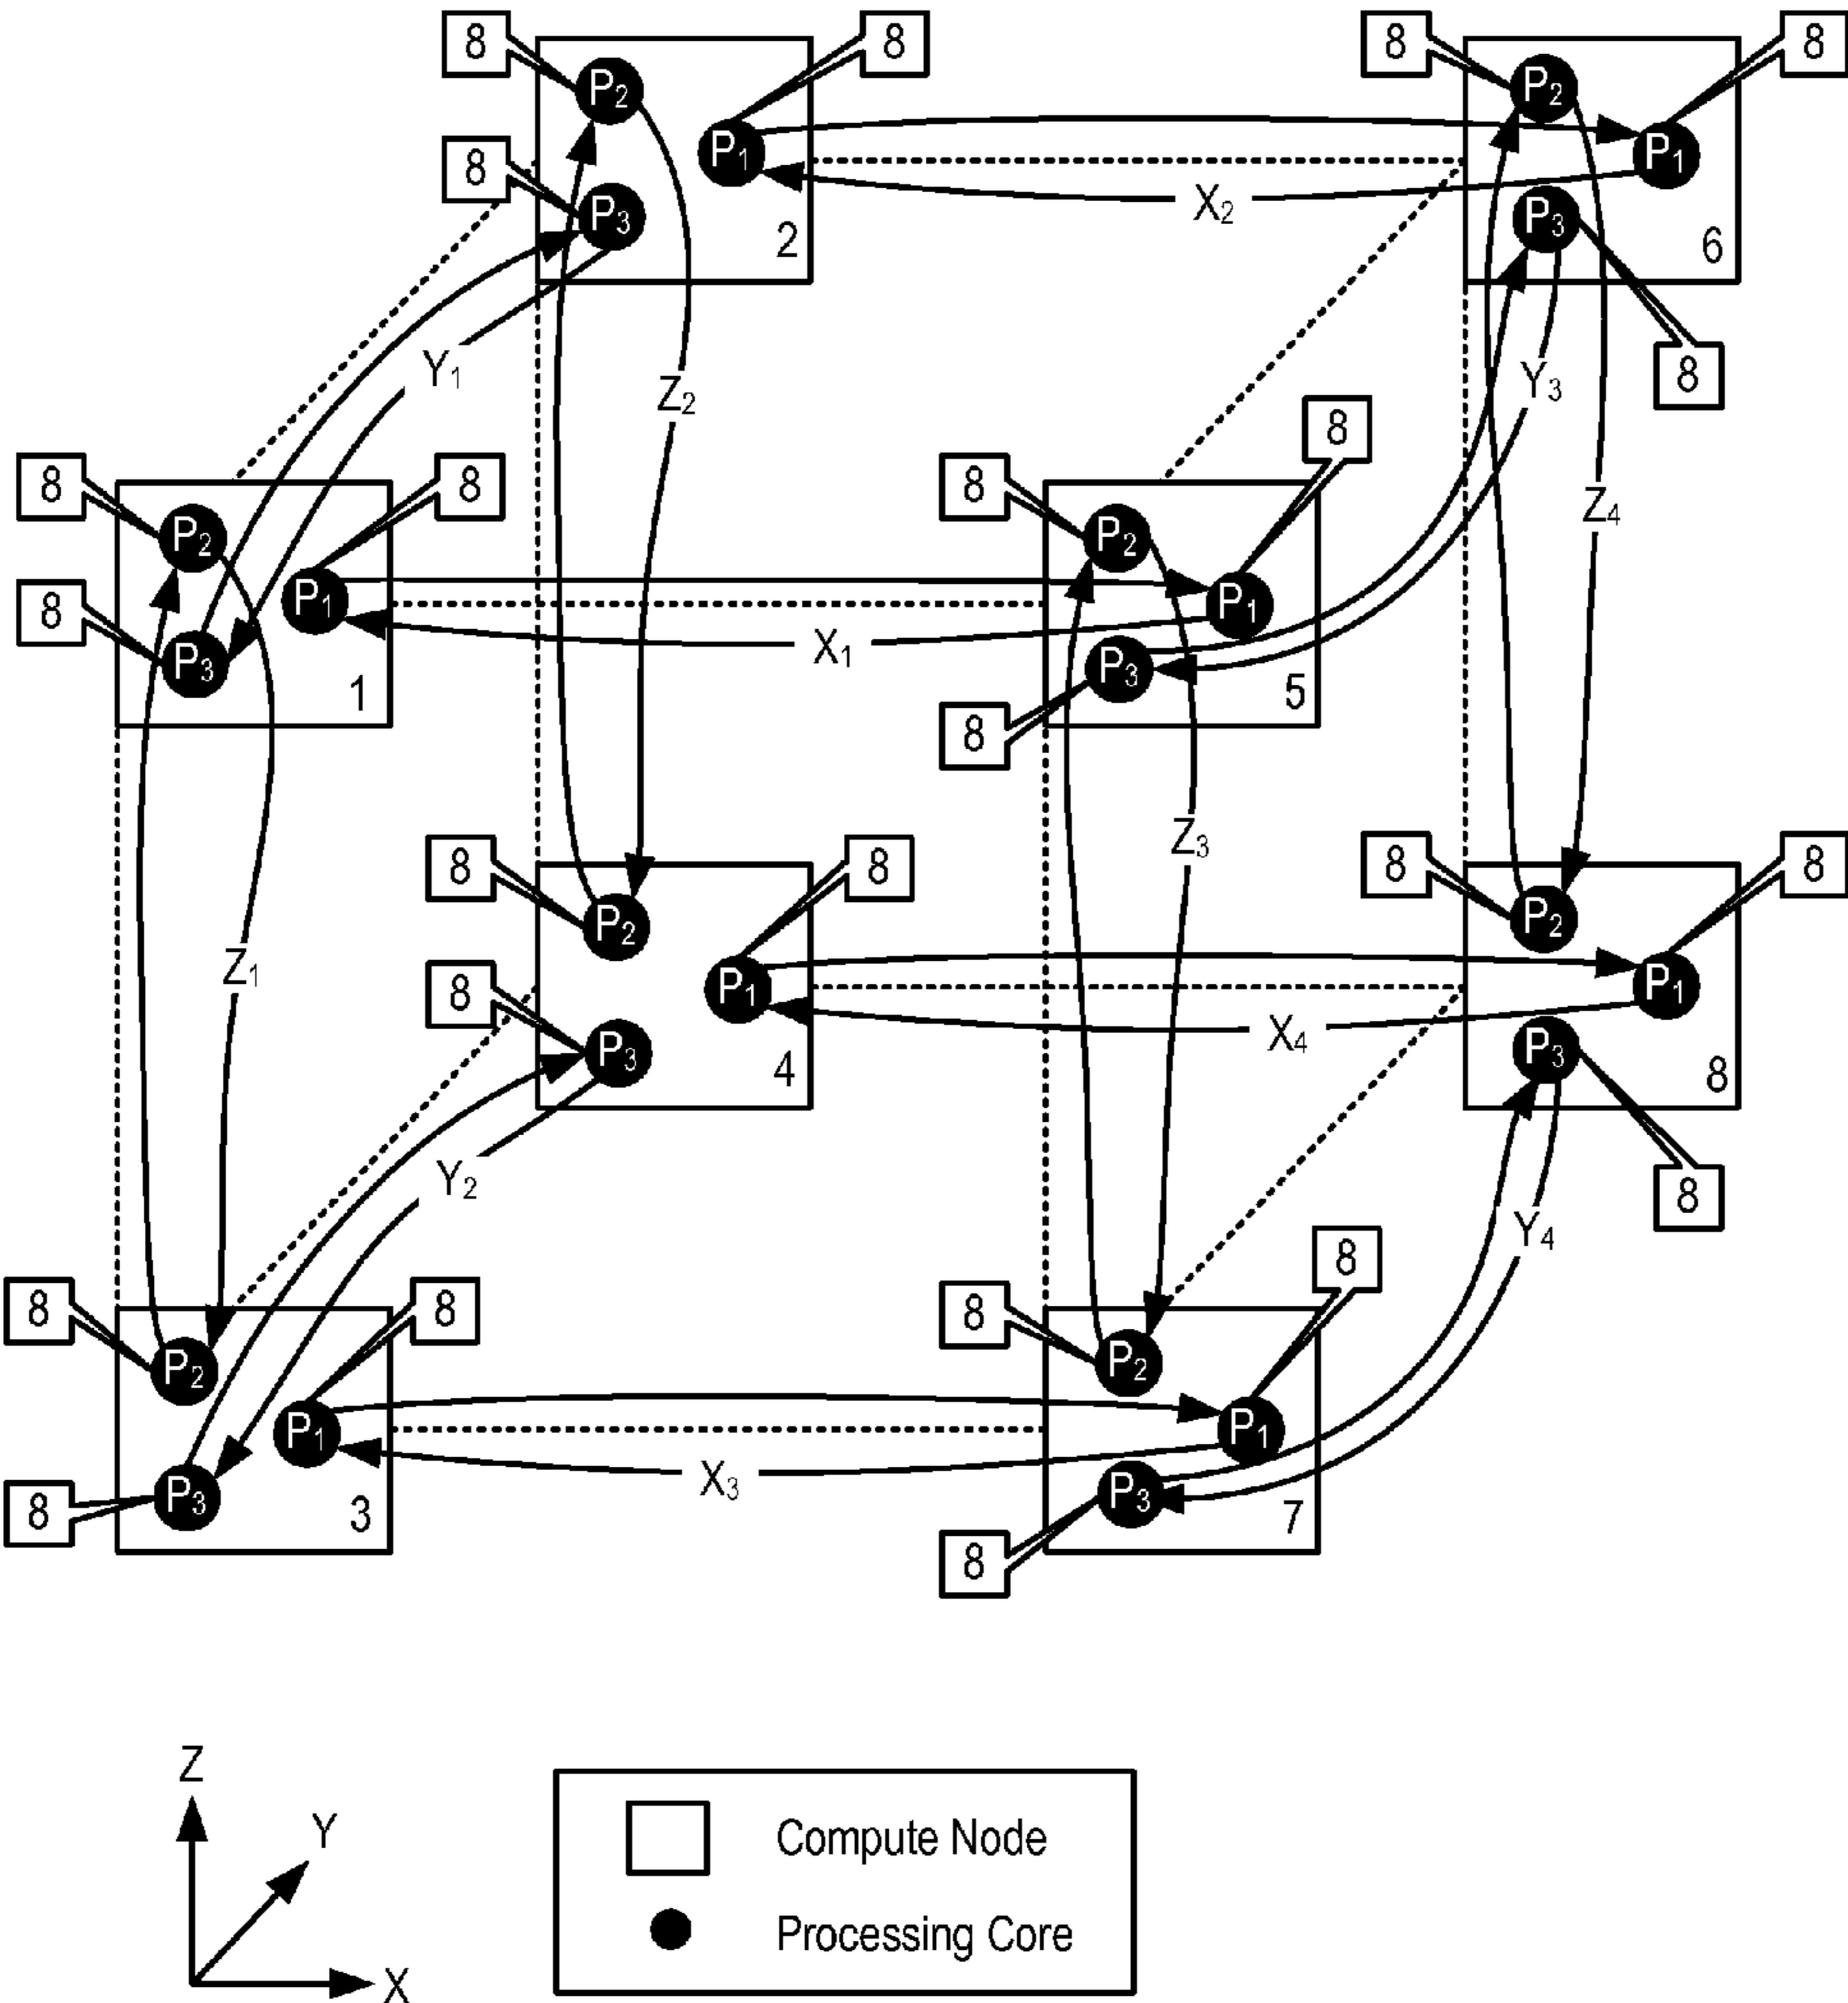 8 8 8 8
P₂ P₂
8 P₁ P₁
P₃ X₂ P₃
2 6
Y₁ Z₂ Y₃ 8
8
8 8 8 Z₄
P₂ P₂
8 P₁ P₁
P₃ X₁ P₃
1 8 5
Z₃
8 8 8 8
P₂ P₂
Z₁ 8 P₁ P₁
X₄
P₃ P₃
4 8
Y₂ Y₄ 8
8
8 8 8
P₂ P₂
P₁ P₁
X₃
8 P₃ P₃
3 7
8
Z
Y
X
Compute Node
Processing Core